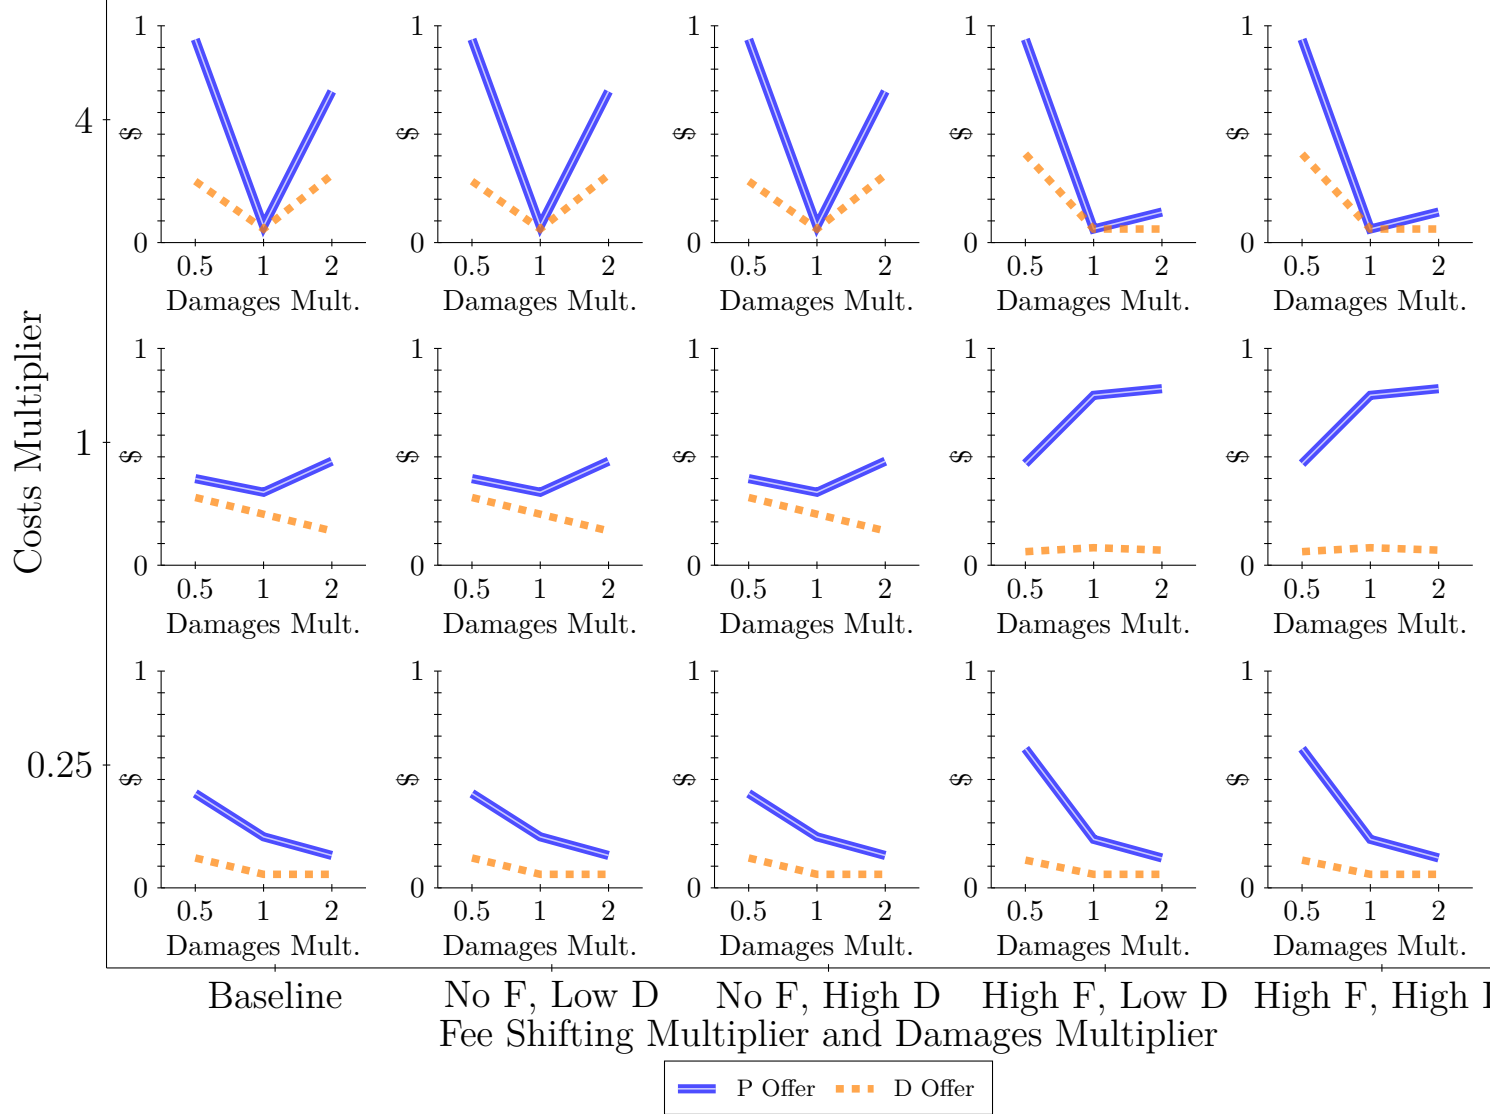 1 1 1 1 1
4 $ $ $ $ $
0 0 0 0 0
0.5 1 2 0.5 1 2 0.5 1 2 0.5 1 2 0.5 1 2
Damages Mult. Damages Mult. Damages Mult. Damages Mult. Damages Mult.
Costs Multiplier
1 1 1 1 1
1 $ $ $ $ $
0 0 0 0 0
0.5 1 2 0.5 1 2 0.5 1 2 0.5 1 2 0.5 1 2
Damages Mult. Damages Mult. Damages Mult. Damages Mult. Damages Mult.
1 1 1 1 1
0.25 $ $ $ $ $
0 0 0 0 0
0.5 1 2 0.5 1 2 0.5 1 2 0.5 1 2 0.5 1 2
Damages Mult. Damages Mult. Damages Mult. Damages Mult. Damages Mult.
Baseline No F, Low D No F, High D High F, Low D High F, High
Fee Shifting Multiplier and Damages Multiplier
P Offer D Offer